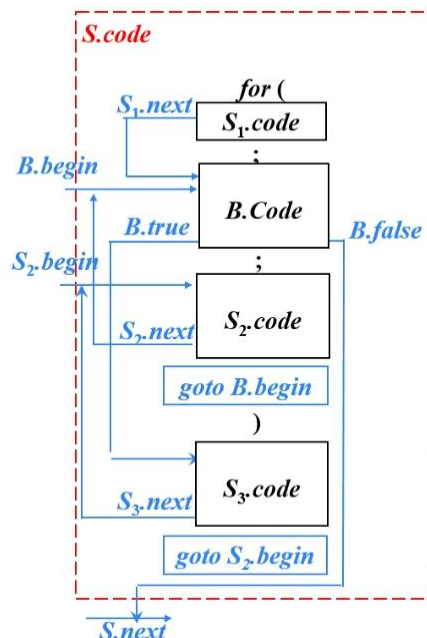 S.code
for (
S₁.next
S₁.code
;
B.begin
B.Code
B.true
B.false
S₂.begin
;
S₂.code
S₂.next
goto B.begin
)
S₃.code
S₃.next
goto S₂.begin
S.next